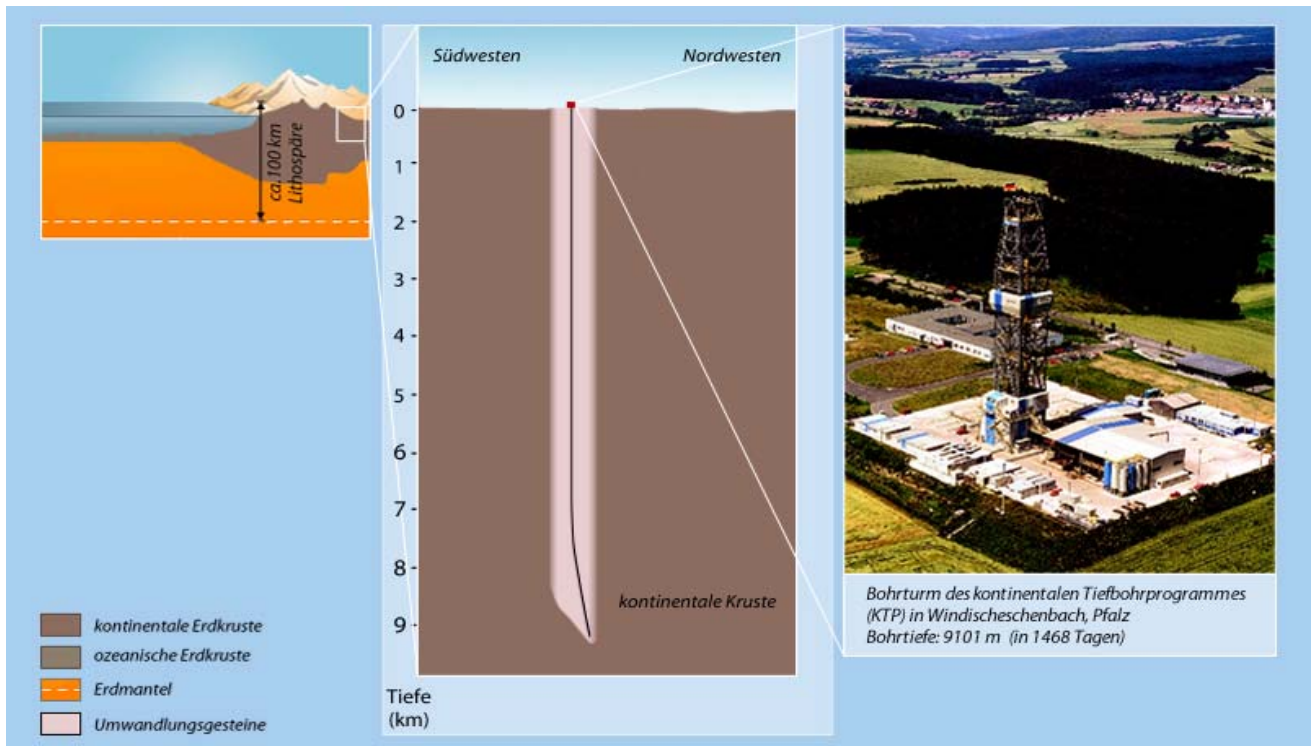 ca.100 km
Lithospäre
Südwesten
Nordwesten
0
1
2
3
4
5
6
7
8
9
Tiefe
(km)
kontinentale Kruste
Bohrturm des kontinentalen Tiefbohrprogrammes
(KTP) in Windischeschenbach, Pfalz
Bohrtiefe: 9101 m (in 1468 Tagen)
kontinentale Erdkruste
ozeanische Erdkruste
Erdmantel
Umwandlungsgesteine